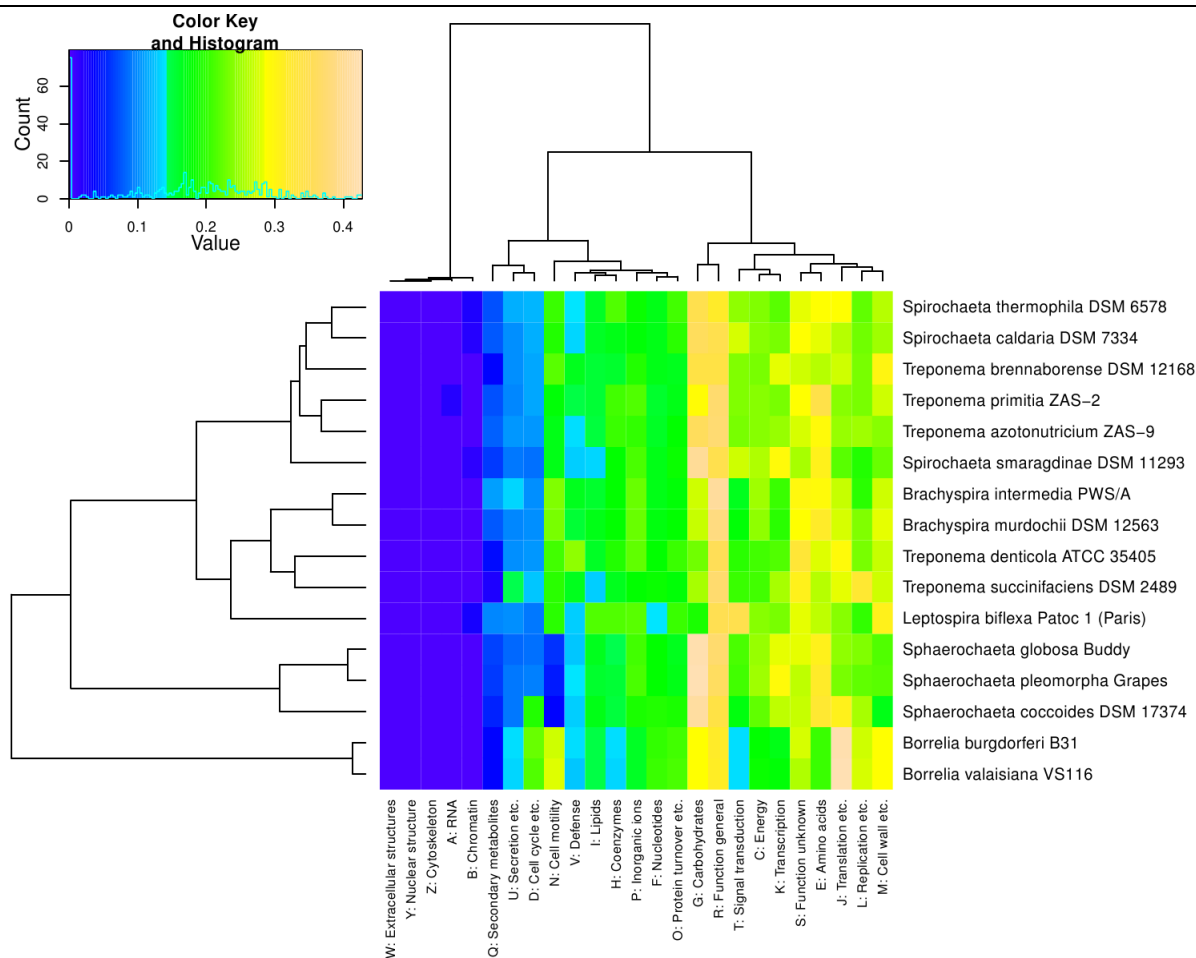 Color Key
and Histogram
Count
0
20
40
60
0
0.1
0.2
0.3
0.4
Value
Spirochaeta thermophila DSM 6578
Spirochaeta caldaria DSM 7334
Treponema brennaborense DSM 12168
Treponema primitia ZAS−2
Treponema azotonutricium ZAS−9
Spirochaeta smaragdinae DSM 11293
Brachyspira intermedia PWS/A
Brachyspira murdochii DSM 12563
Treponema denticola ATCC 35405
Treponema succinifaciens DSM 2489
Leptospira biflexa Patoc 1 (Paris)
Sphaerochaeta globosa Buddy
Sphaerochaeta pleomorpha Grapes
Sphaerochaeta coccoides DSM 17374
Borrelia burgdorferi B31
Borrelia valaisiana VS116
W: Extracellular structures
Y: Nuclear structure
Z: Cytoskeleton
A: RNA
B: Chromatin
Q: Secondary metabolites
U: Secretion etc.
D: Cell cycle etc.
N: Cell motility
V: Defense
I: Lipids
H: Coenzymes
P: Inorganic ions
F: Nucleotides
O: Protein turnover etc.
G: Carbohydrates
R: Function general
T: Signal transduction
C: Energy
K: Transcription
S: Function unknown
E: Amino acids
J: Translation etc.
L: Replication etc.
M: Cell wall etc.